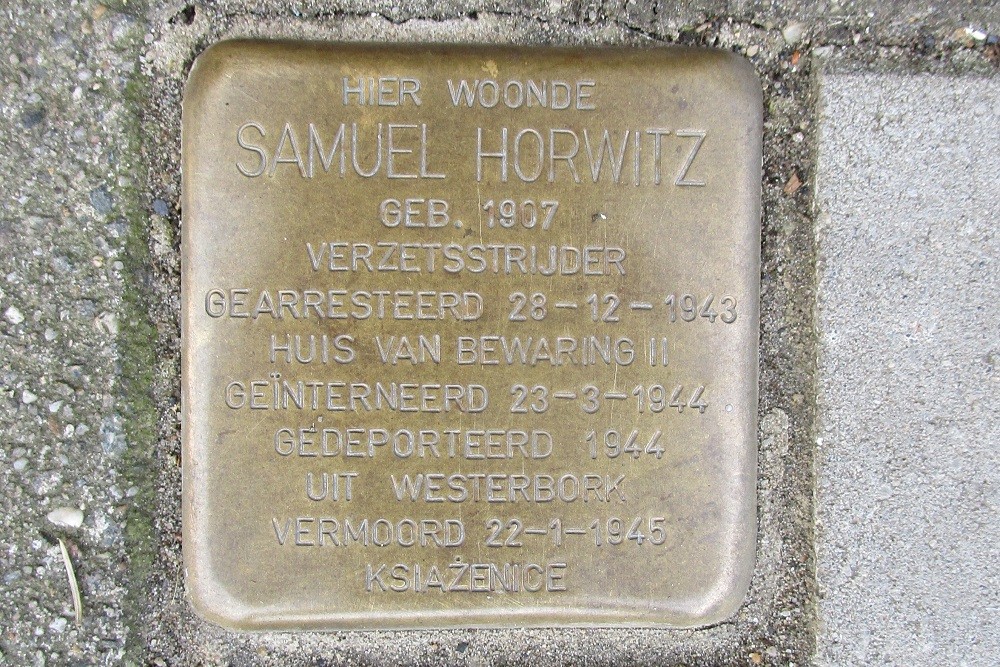 HIER WOONDE
SAMUEL HORWITZ
GEB. 1907
VERZETSSTRIJDER
GEARRESTEERD 28-12-1943
HUIS VAN BEWARING II
GEÏNTERNEERD 23-3-1944
GEDEPORTEERD 1944
UIT WESTERBORK
VERMOORD 22-1-1945
KSIĄŻENICE